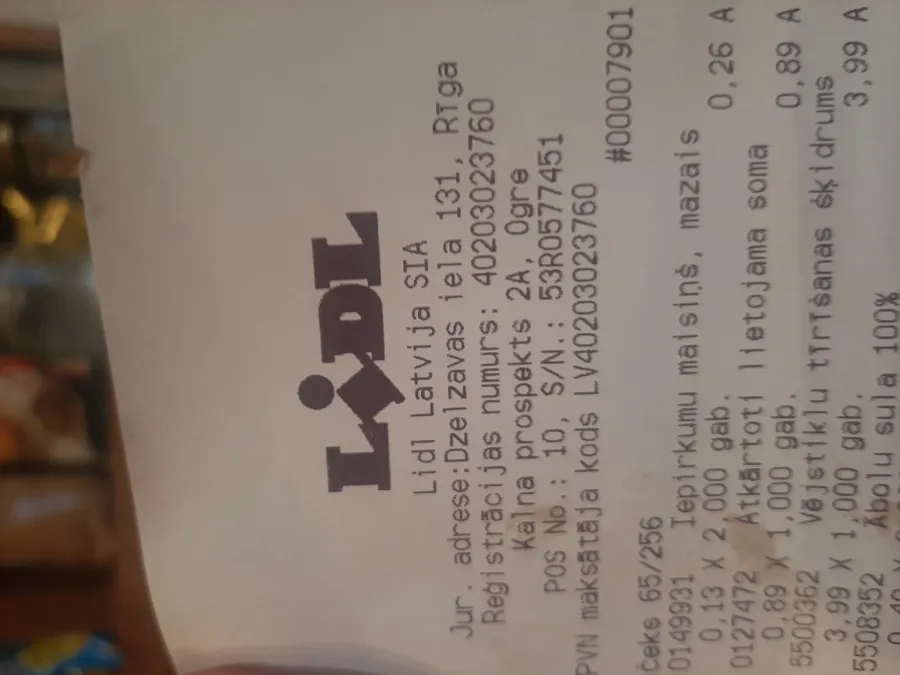 LiDL
Lidl Latvija SIA
Jur. adrese:Dzelzavas iela 131, Rīga
Reģistrācijas numurs: 40203023760
Kalna prospekts 2A, Ogre
POS No.: 10, S/N.: 53R0577451
PVN maksātāja kods LV40203023760
#00007901
Čeks 65/256
0149931 Iepirkumu maisiņš, mazais
0,13 X 2,000 gab. 0,26 A
0127472 Atkārtoti lietojama soma
0,89 X 1,000 gab. 0,89 A
5500362 Vējstiklu tīrīšanas šķidrums
3,99 X 1,000 gab. 3,99 A
5508352 Ābolu sula 100%